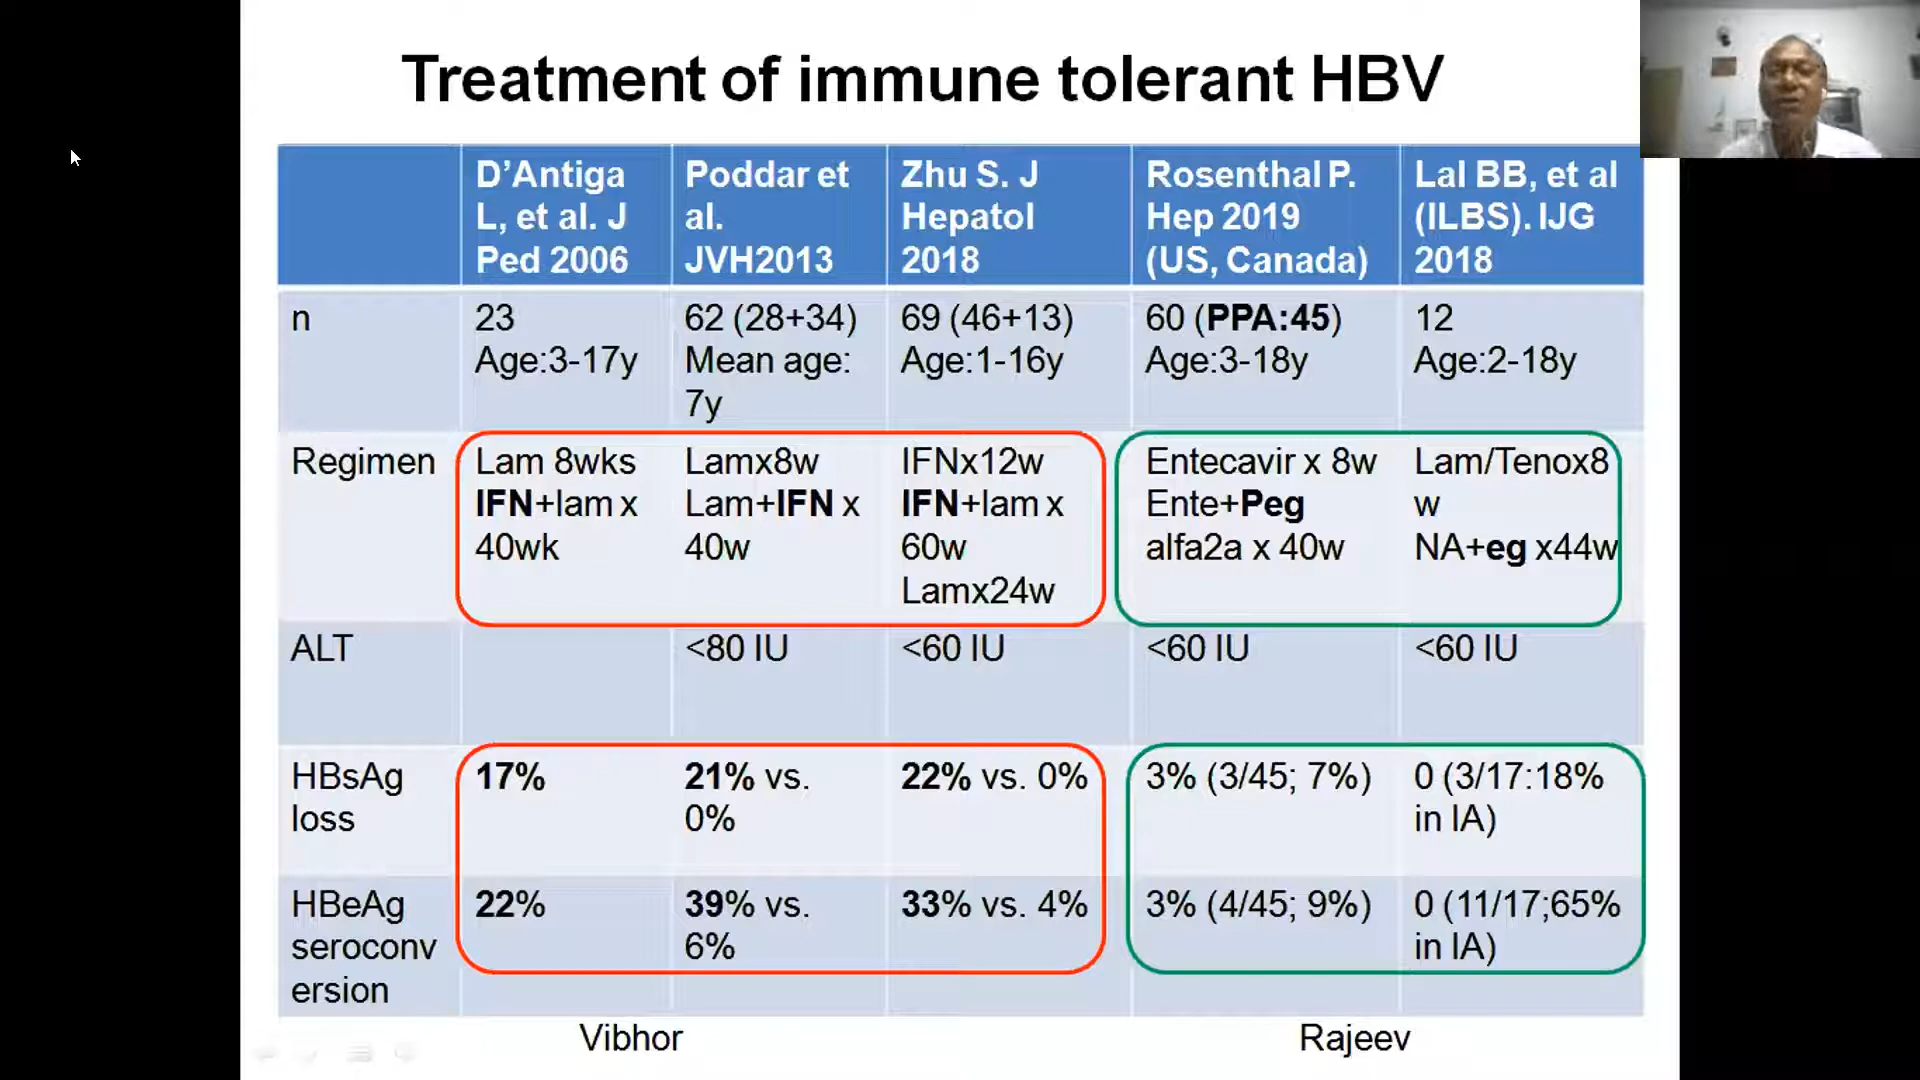 Treatment of immune tolerant HBV
D'Antiga L, et al. J Ped 2006
Poddar et al. JVH2013
Zhu S. J Hepatol 2018
Rosenthal P. Hep 2019 (US, Canada)
Lal BB, et al (ILBS). IJG 2018
n
23
Age:3-17y
62 (28+34)
Mean age: 7y
69 (46+13)
Age:1-16y
60 (PPA:45)
Age:3-18y
12
Age:2-18y
Regimen
Lam 8wks
IFN+lam x 40wk
Lamx8w
Lam+IFN x 40w
IFNx12w
IFN+lam x 60w
Lamx24w
Entecavir x 8w
Ente+Peg alfa2a x 40w
Lam/Tenox8 w
NA+eg x44w
ALT
<80 IU
<60 IU
<60 IU
<60 IU
HBsAg loss
17%
21% vs. 0%
22% vs. 0%
3% (3/45; 7%)
0 (3/17:18% in IA)
HBeAg seroconversion
22%
39% vs. 6%
33% vs. 4%
3% (4/45; 9%)
0 (11/17;65% in IA)
Vibhor
Rajeev